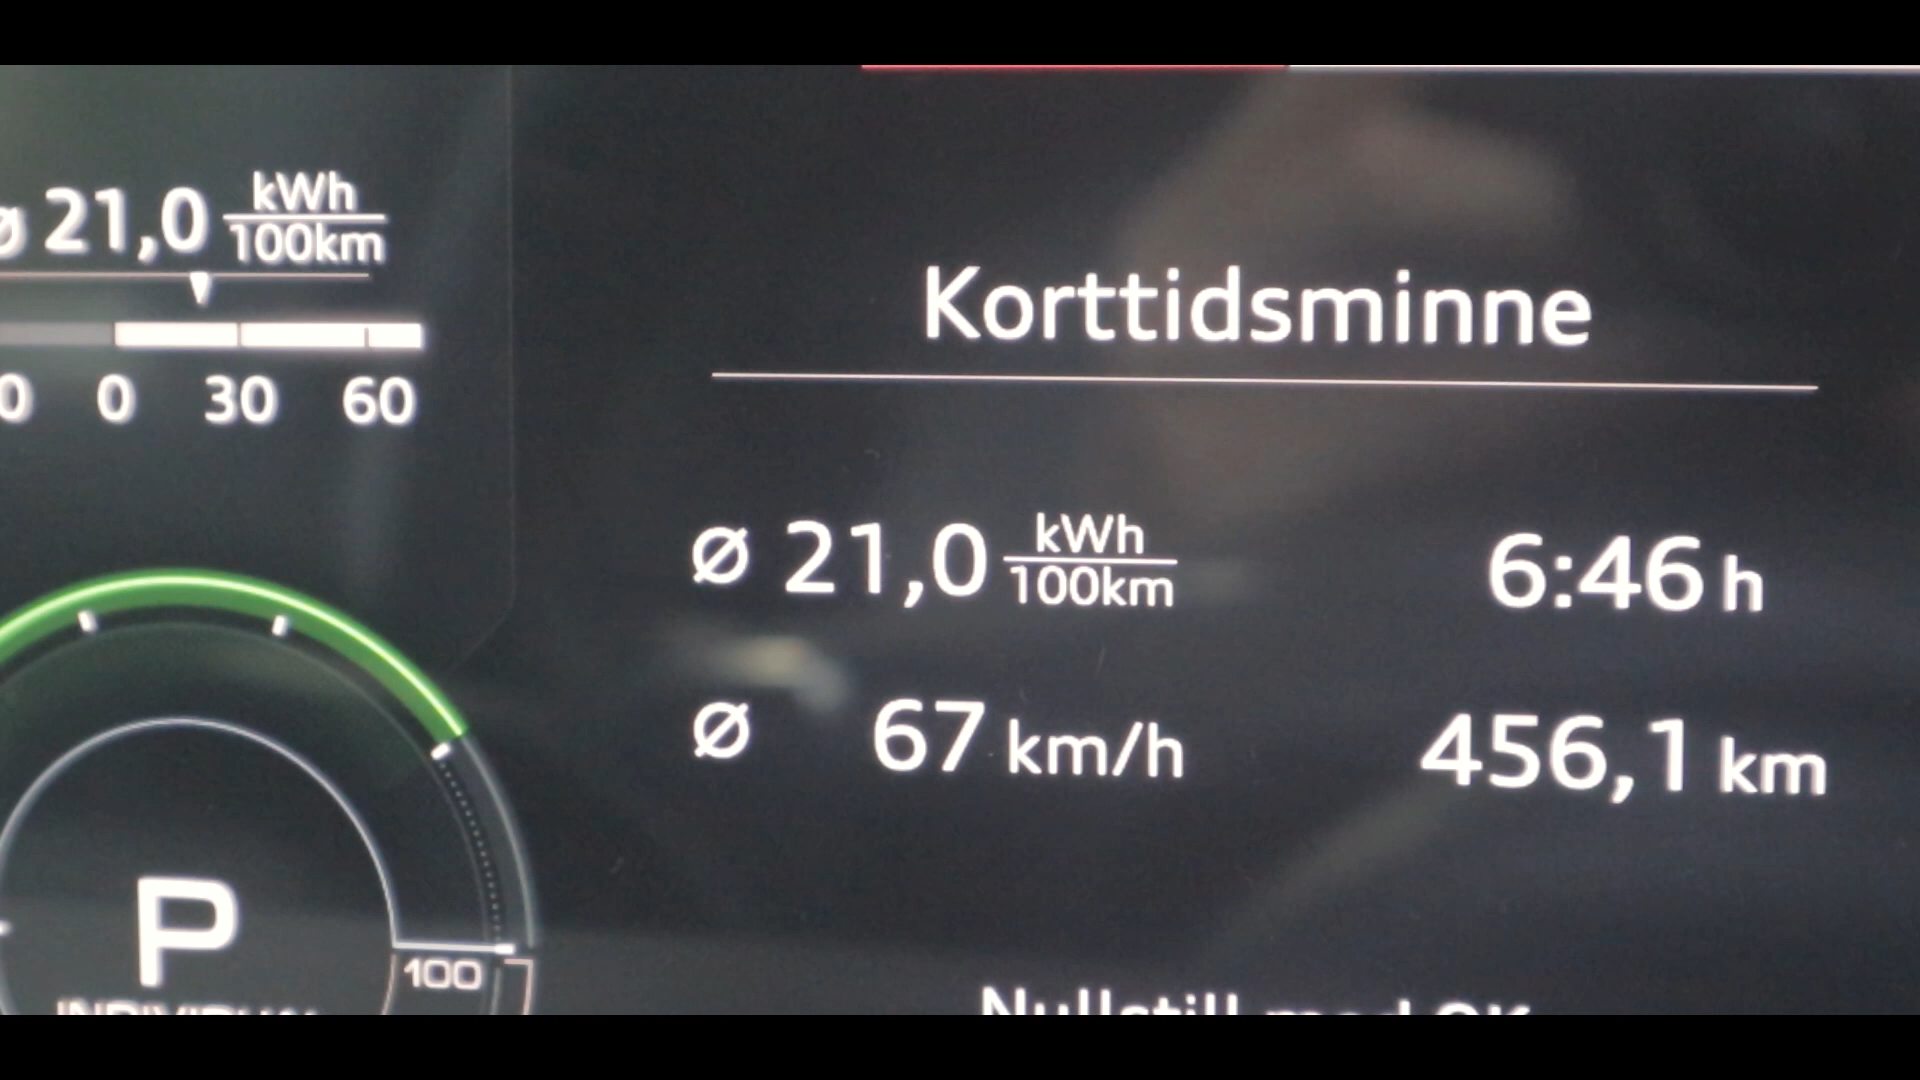 ø 21,0 kWh/100km
0 0 30 60
P
100
Korttidsminne
ø 21,0 kWh/100km 6:46 h
ø 67 km/h 456,1 km